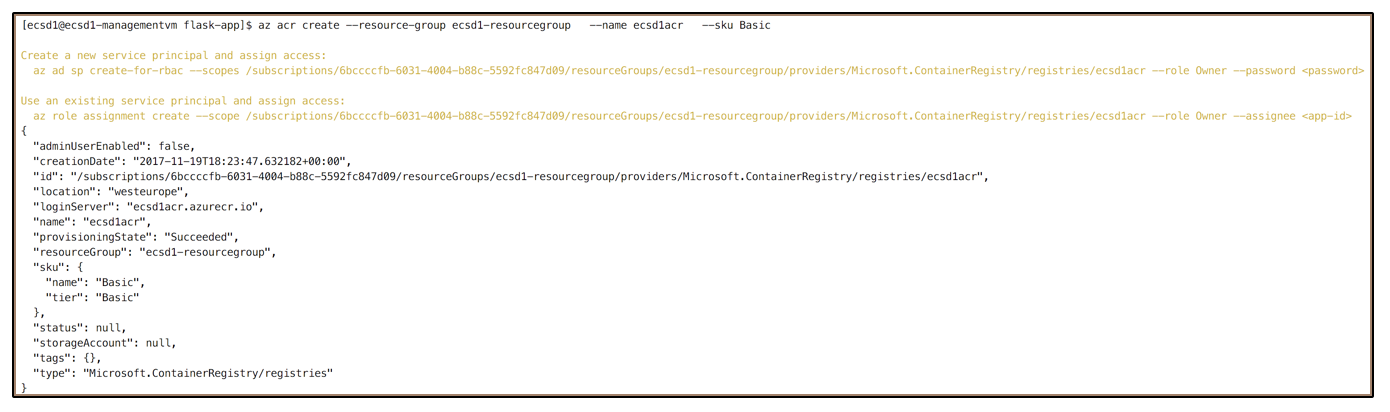 [ecsd1@ecsd1-managementvm flask-app]$ az acr create --resource-group ecsd1-resourcegroup   --name ecsd1acr   --sku Basic
Create a new service principal and assign access:
  az ad sp create-for-rbac --scopes /subscriptions/6bccccfb-6031-4004-b88c-5592fc847d09/resourceGroups/ecsd1-resourcegroup/providers/Microsoft.ContainerRegistry/registries/ecsd1acr --role Owner --password <password>
Use an existing service principal and assign access:
  az role assignment create --scope /subscriptions/6bccccfb-6031-4004-b88c-5592fc847d09/resourceGroups/ecsd1-resourcegroup/providers/Microsoft.ContainerRegistry/registries/ecsd1acr --role Owner --assignee <app-id>
{
  "adminUserEnabled": false,
  "creationDate": "2017-11-19T18:23:47.632182+00:00",
  "id": "/subscriptions/6bccccfb-6031-4004-b88c-5592fc847d09/resourceGroups/ecsd1-resourcegroup/providers/Microsoft.ContainerRegistry/registries/ecsd1acr",
  "location": "westeurope",
  "loginServer": "ecsd1acr.azurecr.io",
  "name": "ecsd1acr",
  "provisioningState": "Succeeded",
  "resourceGroup": "ecsd1-resourcegroup",
  "sku": {
    "name": "Basic",
    "tier": "Basic"
  },
  "status": null,
  "storageAccount": null,
  "tags": {},
  "type": "Microsoft.ContainerRegistry/registries"
}